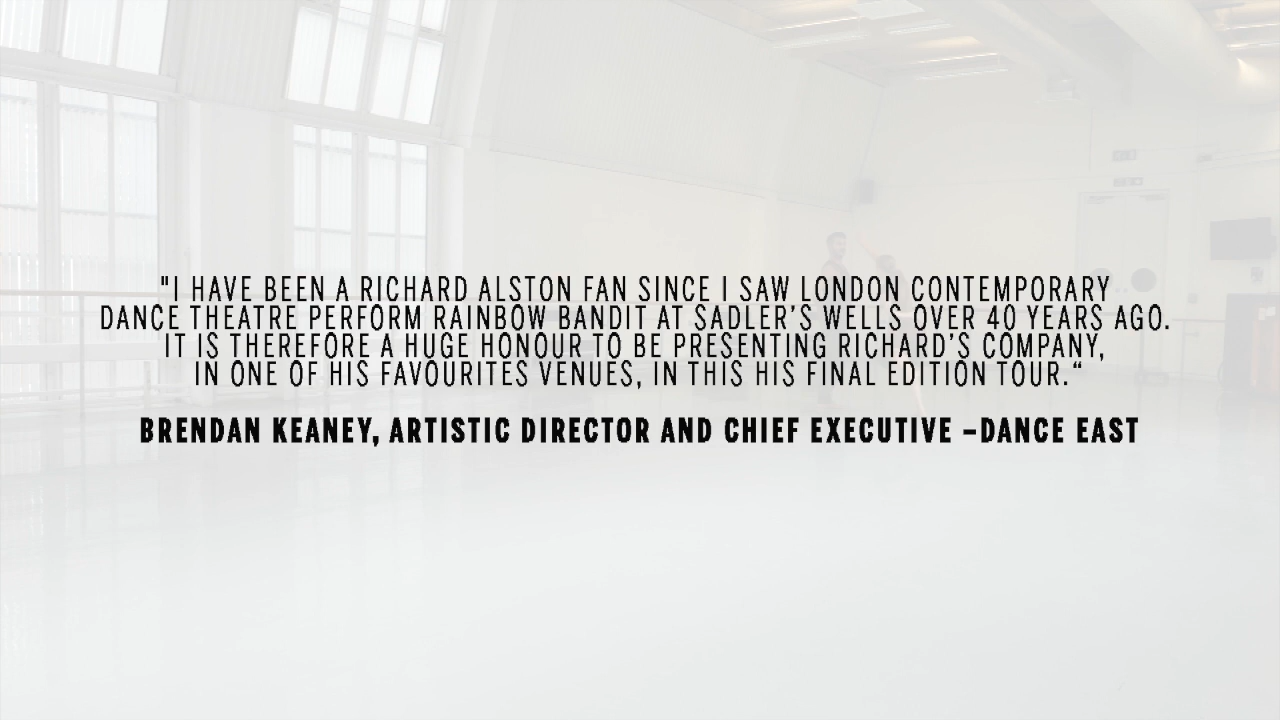 "I HAVE BEEN A RICHARD ALSTON FAN SINCE I SAW LONDON CONTEMPORARY
DANCE THEATRE PERFORM RAINBOW BANDIT AT SADLER'S WELLS OVER 40 YEARS AGO.
IT IS THEREFORE A HUGE HONOUR TO BE PRESENTING RICHARD'S COMPANY,
IN ONE OF HIS FAVOURITES VENUES, IN THIS HIS FINAL EDITION TOUR."
BRENDAN KEANEY, ARTISTIC DIRECTOR AND CHIEF EXECUTIVE –DANCE EAST